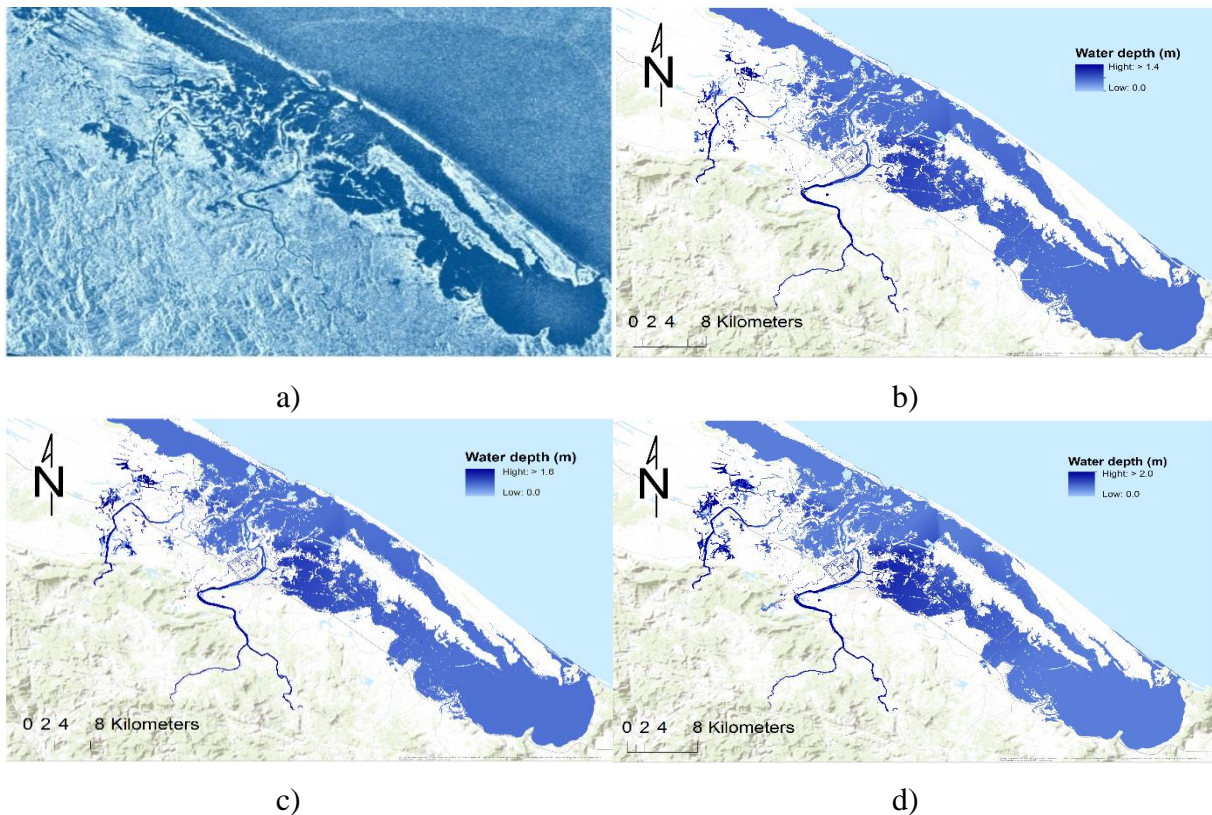 N
Water depth (m)
Hight: > 1.4
Low: 0.0
0 2 4 8 Kilometers
a)
b)
N
Water depth (m)
Hight: > 1.6
Low: 0.0
0 2 4 8 Kilometers
N
Water depth (m)
Hight: > 2.0
Low: 0.0
0 2 4 8 Kilometers
c)
d)